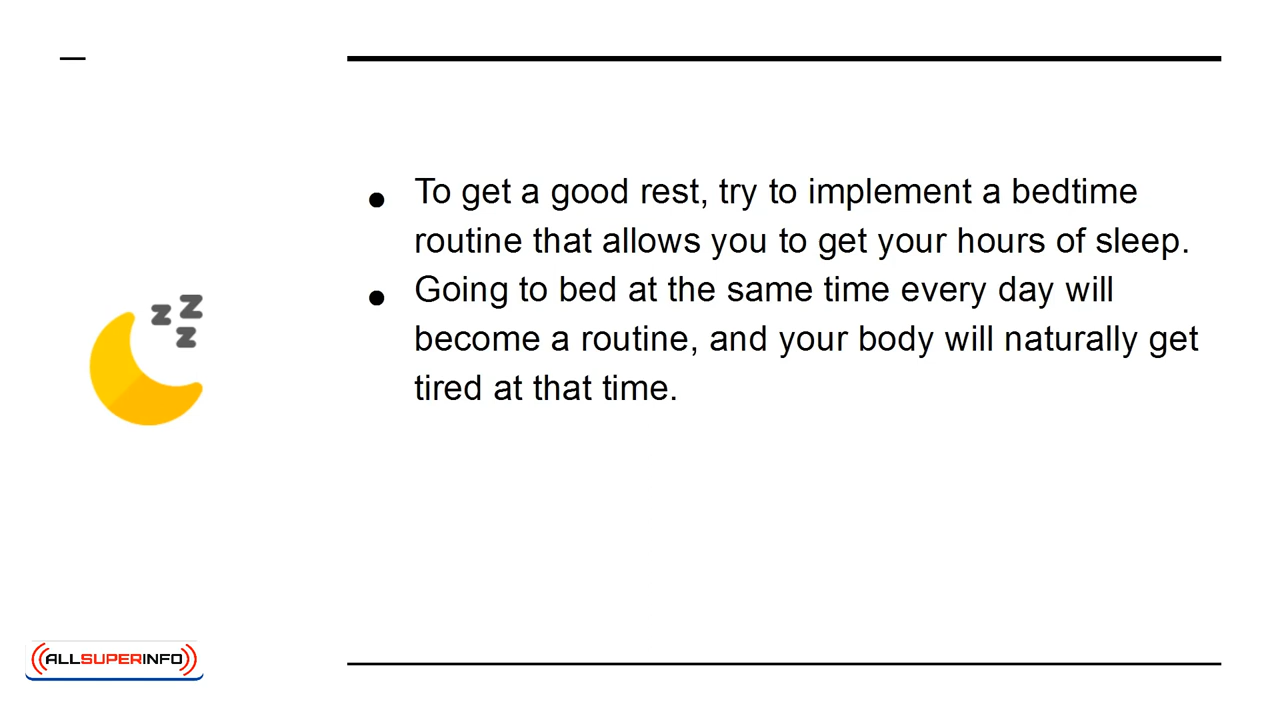 z z
z
• To get a good rest, try to implement a bedtime
routine that allows you to get your hours of sleep.
• Going to bed at the same time every day will
become a routine, and your body will naturally get
tired at that time.
ALLSUPERINFO